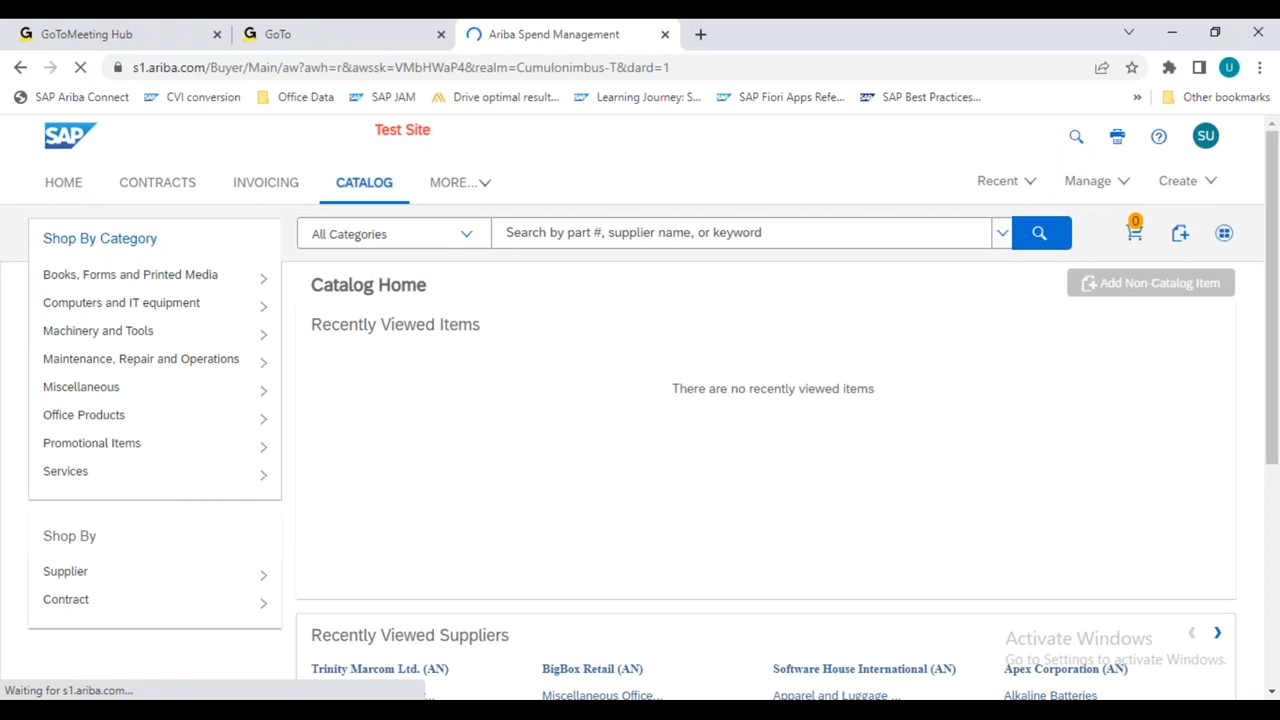 GoToMeeting Hub
GoTo
Ariba Spend Management
s1.ariba.com/Buyer/Main/aw?awh=r&awssk=VMbHWaP4&realm=Cumulonimbus-T&dard=1
U
SAP Ariba Connect
CVI conversion
Office Data
SAP JAM
Drive optimal result...
Learning Journey: S...
SAP Fiori Apps Refe...
SAP Best Practices...
»
Other bookmarks
SAP
Test Site
SU
HOME
CONTRACTS
INVOICING
CATALOG
MORE...
Recent
Manage
Create
Shop By Category
All Categories
Search by part #, supplier name, or keyword
0
Books, Forms and Printed Media
Computers and IT equipment
Machinery and Tools
Maintenance, Repair and Operations
Miscellaneous
Office Products
Promotional Items
Services
Catalog Home
Add Non-Catalog Item
Recently Viewed Items
There are no recently viewed items
Shop By
Supplier
Contract
Recently Viewed Suppliers
Trinity Marcom Ltd. (AN)
BigBox Retail (AN)
Software House International (AN)
Apex Corporation (AN)
Miscellaneous Office...
Apparel and Luggage ...
Alkaline Batteries
Activate Windows
Go to Settings to activate Windows.
Waiting for s1.ariba.com...